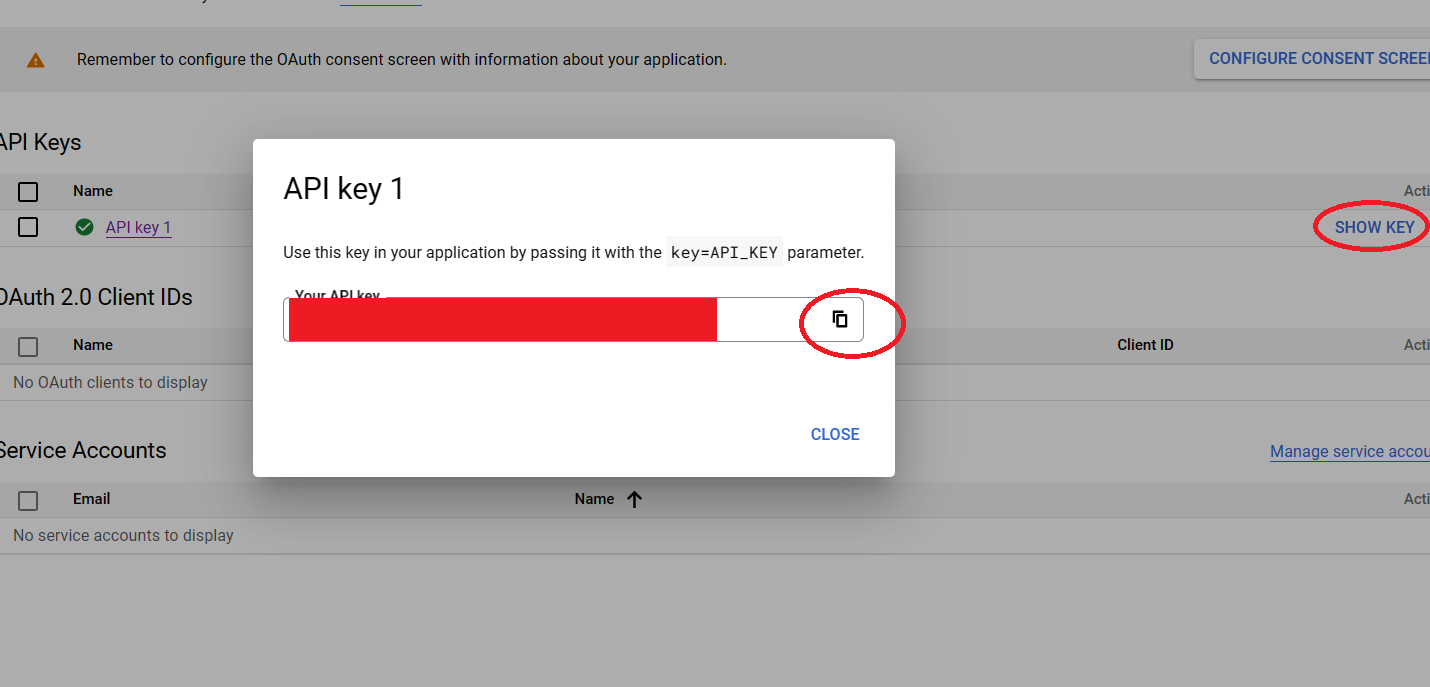 Remember to configure the OAuth consent screen with information about your application.
CONFIGURE CONSENT SCREE
API Keys
Name
Acti
API key 1
SHOW KEY
API key 1
Use this key in your application by passing it with the key=API_KEY parameter.
Your API key
CLOSE
OAuth 2.0 Client IDs
Name
Client ID
Acti
No OAuth clients to display
Service Accounts
Manage service accou
Email
Name
Acti
No service accounts to display